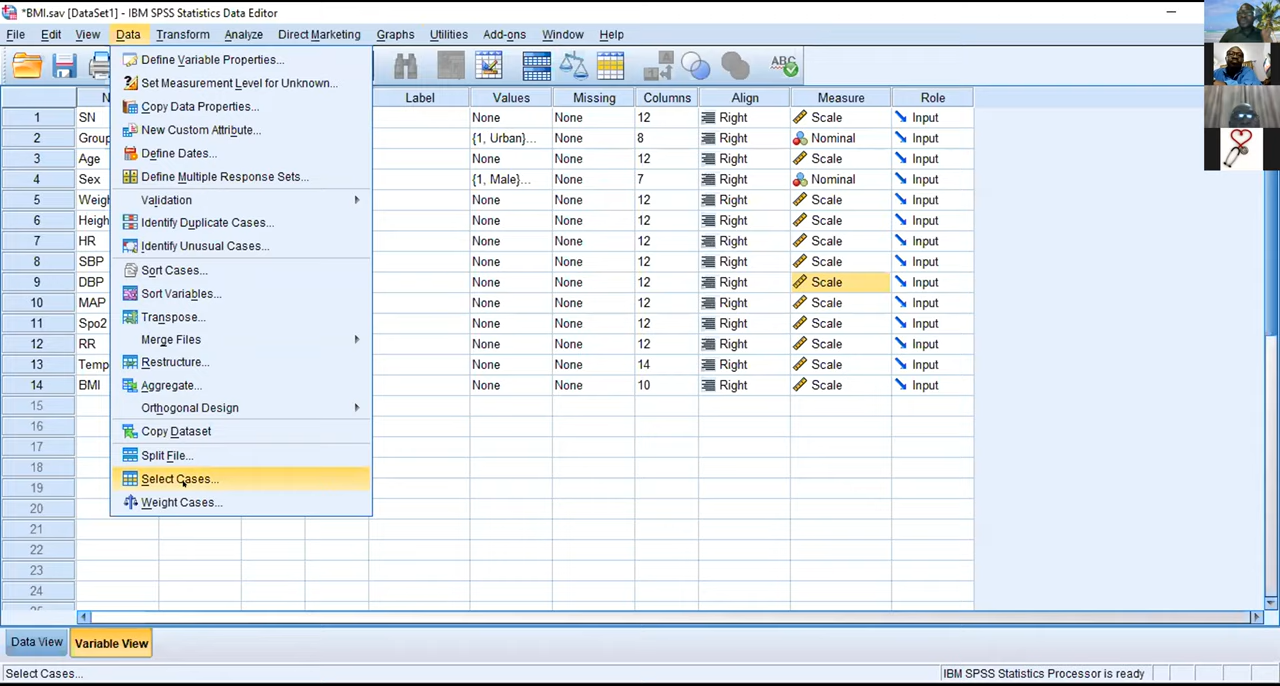 *BMI.sav [DataSet1] - IBM SPSS Statistics Data Editor
File Edit View Data Transform Analyze Direct Marketing Graphs Utilities Add-ons Window Help
Define Variable Properties...
Set Measurement Level for Unknown...
Copy Data Properties...
New Custom Attribute...
Define Dates...
Define Multiple Response Sets...
Validation
Identify Duplicate Cases...
Identify Unusual Cases...
Sort Cases...
Sort Variables...
Transpose...
Merge Files
Restructure...
Aggregate...
Orthogonal Design
Copy Dataset
Split File...
Select Cases...
Weight Cases...
ABC
N Label Values Missing Columns Align Measure Role
1 SN None None 12 Right Scale Input
2 Group {1, Urban}... None 8 Right Nominal Input
3 Age None None 12 Right Scale Input
4 Sex {1, Male}... None 7 Right Nominal Input
5 Weigh None None 12 Right Scale Input
6 Heigh None None 12 Right Scale Input
7 HR None None 12 Right Scale Input
8 SBP None None 12 Right Scale Input
9 DBP None None 12 Right Scale Input
10 MAP None None 12 Right Scale Input
11 Spo2 None None 12 Right Scale Input
12 RR None None 12 Right Scale Input
13 Temp None None 14 Right Scale Input
14 BMI None None 10 Right Scale Input
15
16
17
18
19
20
21
22
23
24
Data View Variable View
Select Cases... IBM SPSS Statistics Processor is ready